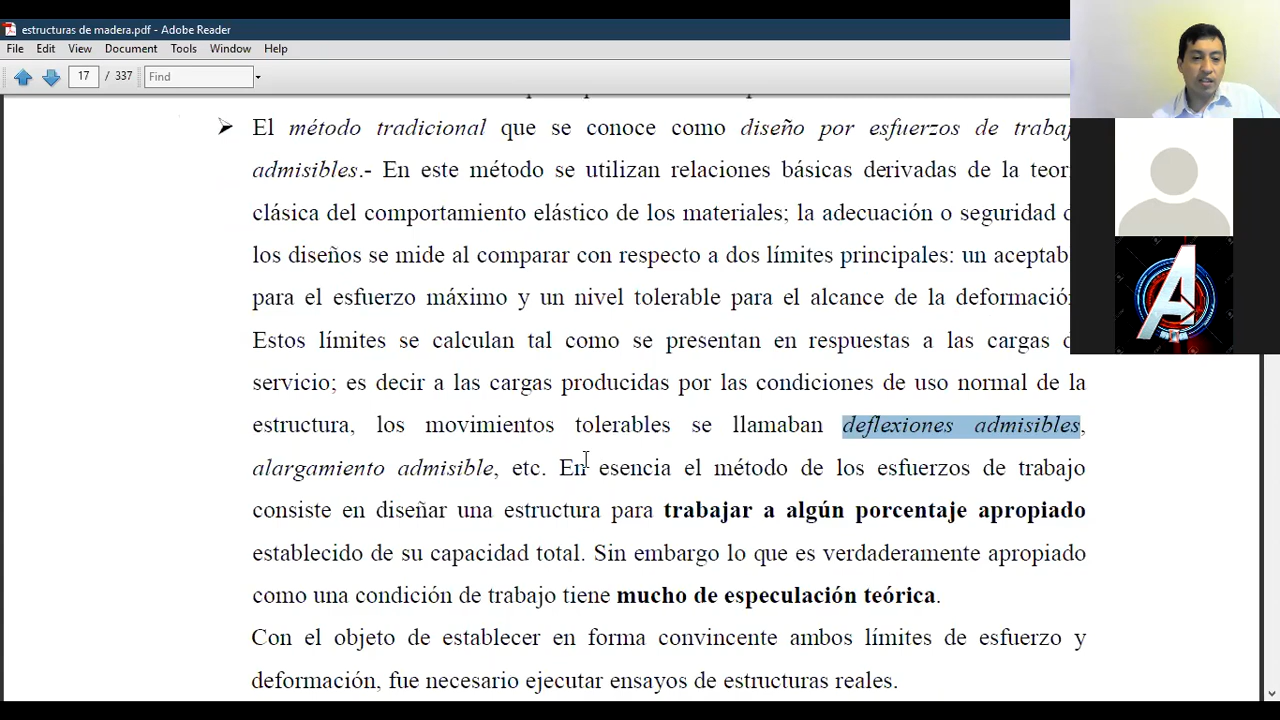 estructuras de madera.pdf - Adobe Reader
File Edit View Document Tools Window Help
17 / 337 Find
➢ El método tradicional que se conoce como diseño por esfuerzos de trabaj
admisibles.- En este método se utilizan relaciones básicas derivadas de la teorí
clásica del comportamiento elástico de los materiales; la adecuación o seguridad
los diseños se mide al comparar con respecto a dos límites principales: un aceptab
para el esfuerzo máximo y un nivel tolerable para el alcance de la deformación
Estos límites se calculan tal como se presentan en respuestas a las cargas d
servicio; es decir a las cargas producidas por las condiciones de uso normal de la
estructura, los movimientos tolerables se llamaban deflexiones admisibles,
alargamiento admisible, etc. En esencia el método de los esfuerzos de trabajo
consiste en diseñar una estructura para trabajar a algún porcentaje apropiado
establecido de su capacidad total. Sin embargo lo que es verdaderamente apropiado
como una condición de trabajo tiene mucho de especulación teórica.
Con el objeto de establecer en forma convincente ambos límites de esfuerzo y
deformación, fue necesario ejecutar ensayos de estructuras reales.